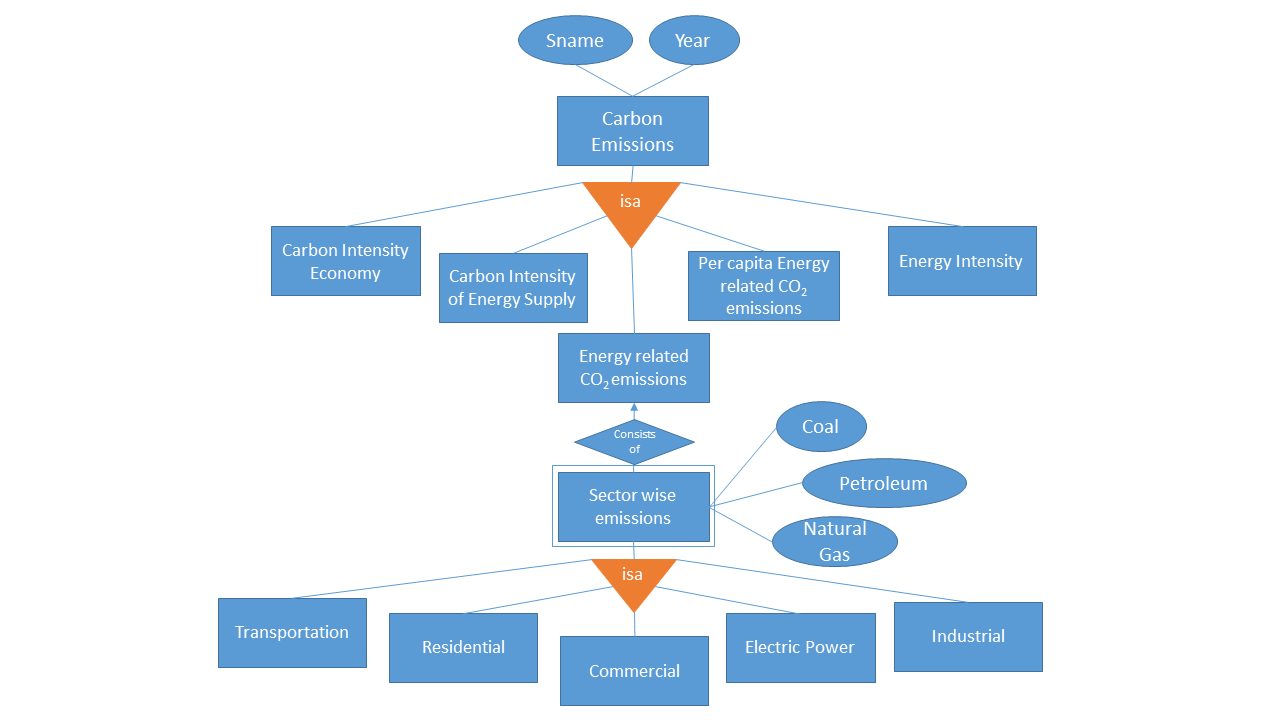 Sname
Year
Carbon
Emissions
isa
Carbon Intensity
Economy
Carbon Intensity
of Energy Supply
Per capita Energy
related CO₂
emissions
Energy Intensity
Energy related
CO₂ emissions
Consists
of
Coal
Petroleum
Natural
Gas
Sector wise
emissions
isa
Transportation
Residential
Commercial
Electric Power
Industrial